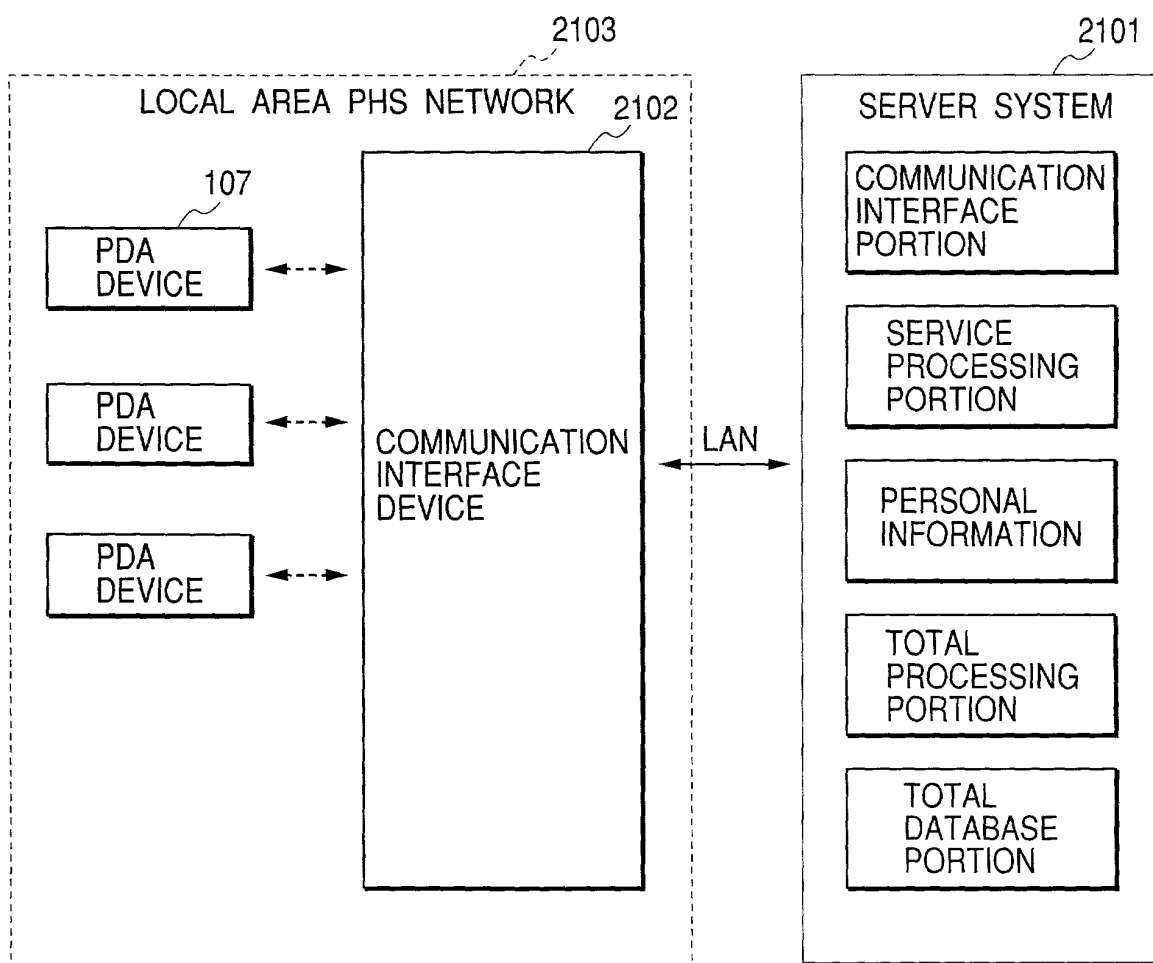 2103
LOCAL AREA PHS NETWORK
2102
107
PDA
DEVICE
PDA
DEVICE
PDA
DEVICE
COMMUNICATION
INTERFACE
DEVICE
LAN
2101
SERVER SYSTEM
COMMUNICATION
INTERFACE
PORTION
SERVICE
PROCESSING
PORTION
PERSONAL
INFORMATION
TOTAL
PROCESSING
PORTION
TOTAL
DATABASE
PORTION